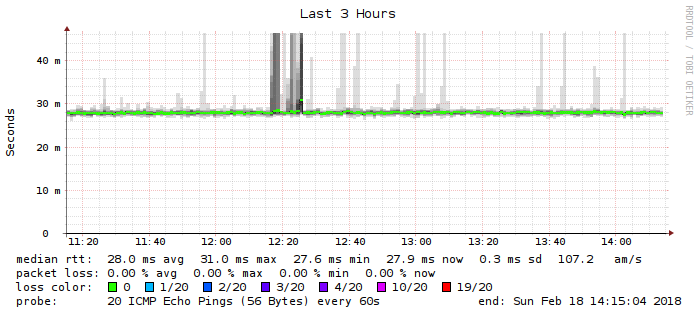 Last 3 Hours
RRDTOOL / TOBI OETIKER
Seconds
40 m
30 m
20 m
10 m
0
11:20 11:40 12:00 12:20 12:40 13:00 13:20 13:40 14:00
median rtt: 28.0 ms avg 31.0 ms max 27.6 ms min 27.9 ms now 0.3 ms sd 107.2 am/s
packet loss: 0.00 % avg 0.00 % max 0.00 % min 0.00 % now
loss color: 0 1/20 2/20 3/20 4/20 10/20 19/20
probe: 20 ICMP Echo Pings (56 Bytes) every 60s end: Sun Feb 18 14:15:04 2018